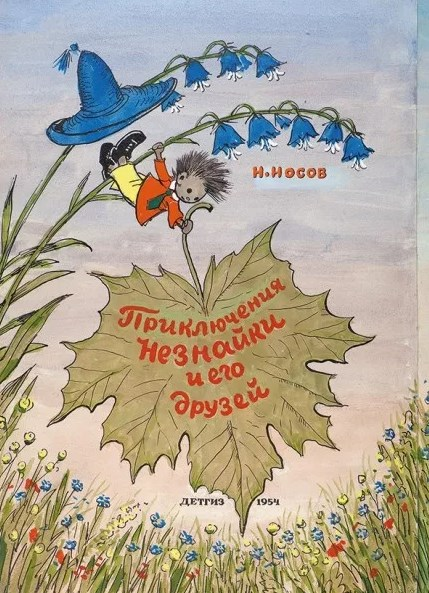 Н. Носов
Приключения
Незнайки
и его
друзей
ДЕТГИЗ 1954